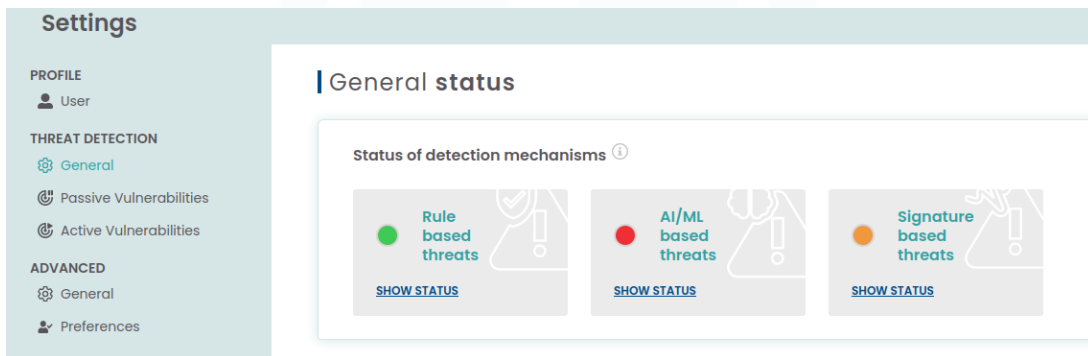 Settings
PROFILE
User
THREAT DETECTION
General
Passive Vulnerabilities
Active Vulnerabilities
ADVANCED
General
Preferences
General status
Status of detection mechanisms
Rule
based
threats
SHOW STATUS
AI/ML
based
threats
SHOW STATUS
Signature
based
threats
SHOW STATUS